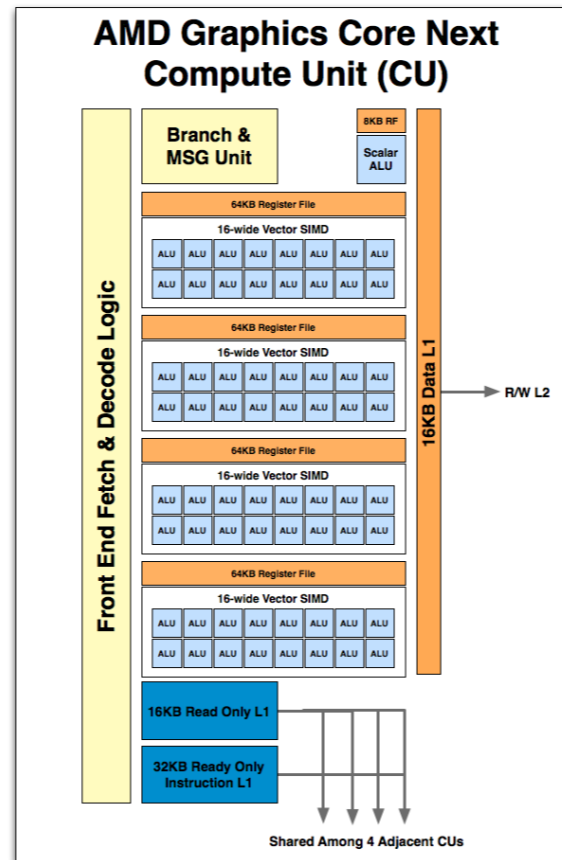 AMD Graphics Core Next
Compute Unit (CU)
Front End Fetch & Decode Logic
Branch &
MSG Unit
8KB RF
Scalar
ALU
64KB Register File
16-wide Vector SIMD
ALU ALU ALU ALU ALU ALU ALU ALU
ALU ALU ALU ALU ALU ALU ALU ALU
64KB Register File
16-wide Vector SIMD
ALU ALU ALU ALU ALU ALU ALU ALU
ALU ALU ALU ALU ALU ALU ALU ALU
64KB Register File
16-wide Vector SIMD
ALU ALU ALU ALU ALU ALU ALU ALU
ALU ALU ALU ALU ALU ALU ALU ALU
64KB Register File
16-wide Vector SIMD
ALU ALU ALU ALU ALU ALU ALU ALU
ALU ALU ALU ALU ALU ALU ALU ALU
16KB Data L1
R/W L2
16KB Read Only L1
32KB Ready Only
Instruction L1
Shared Among 4 Adjacent CUs